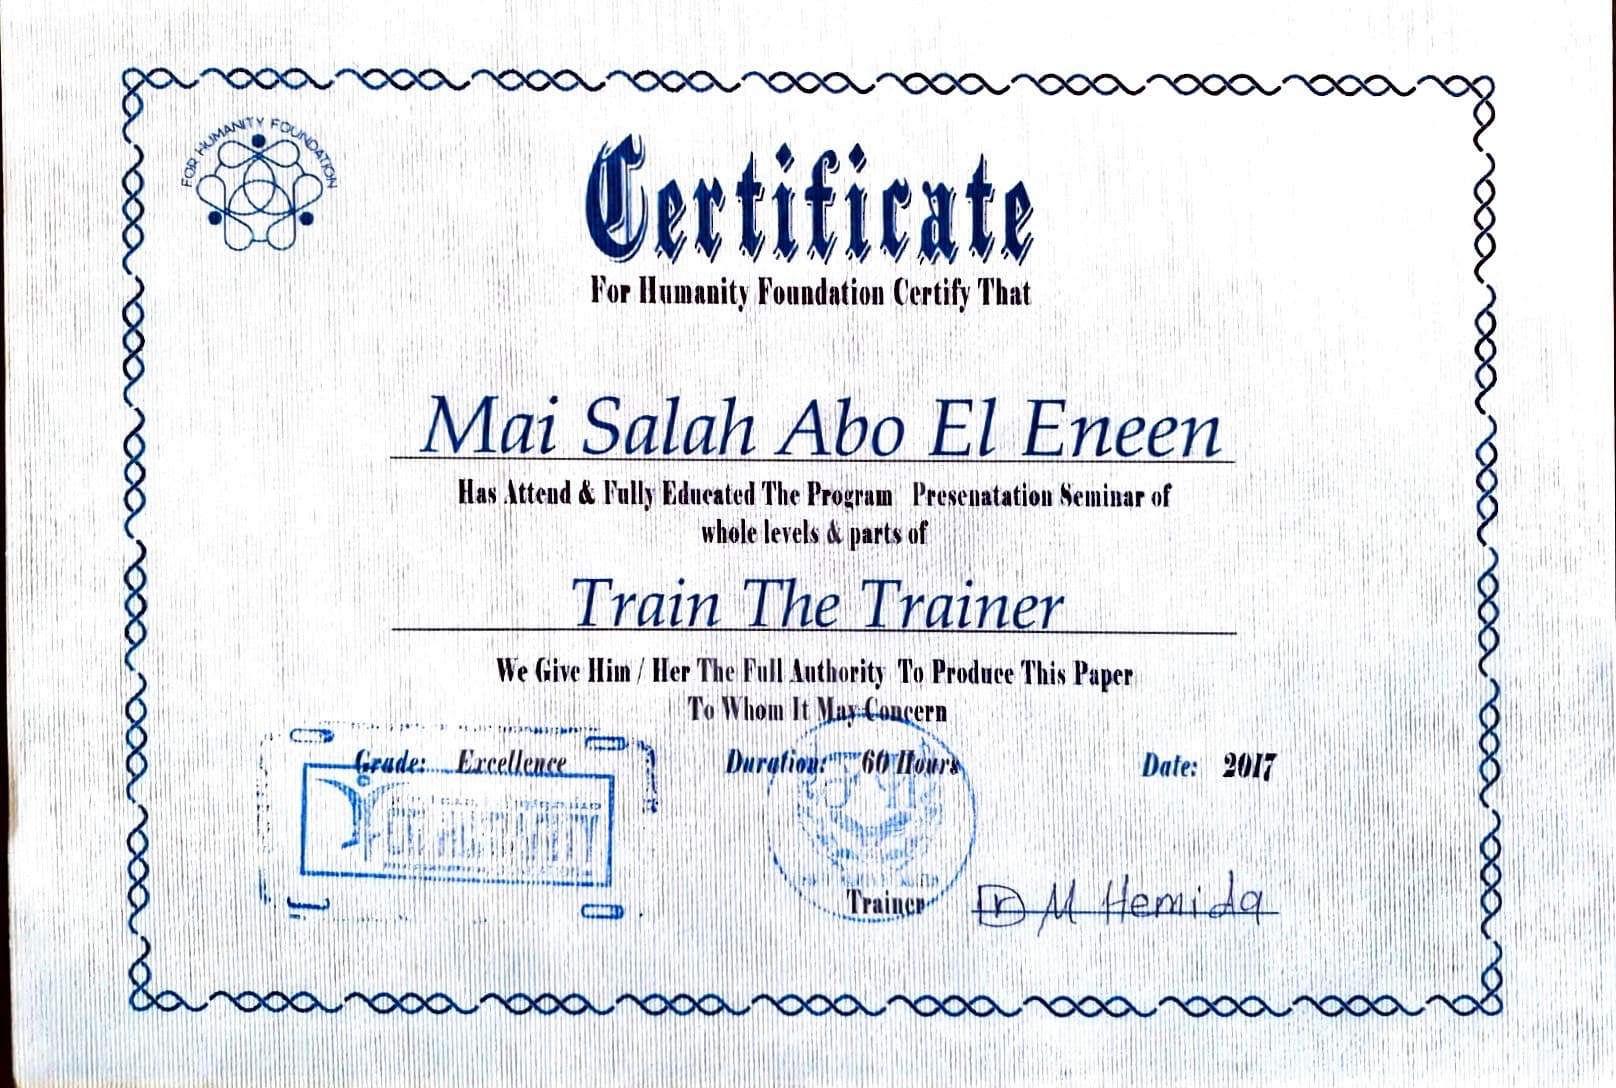 FOR HUMANITY FOUNDATION
Certificate
For Humanity Foundation Certify That
Mai Salah Abo El Eneen
Has Attend & Fully Educated The Program Presenatation Seminar of
whole levels & parts of
Train The Trainer
We Give Him / Her The Full Authority To Produce This Paper
To Whom It May Concern
Grade: Excellence Duration: 60 Hours Date: 2017
FOR HUMANITY
Trainer Dr M Hemida